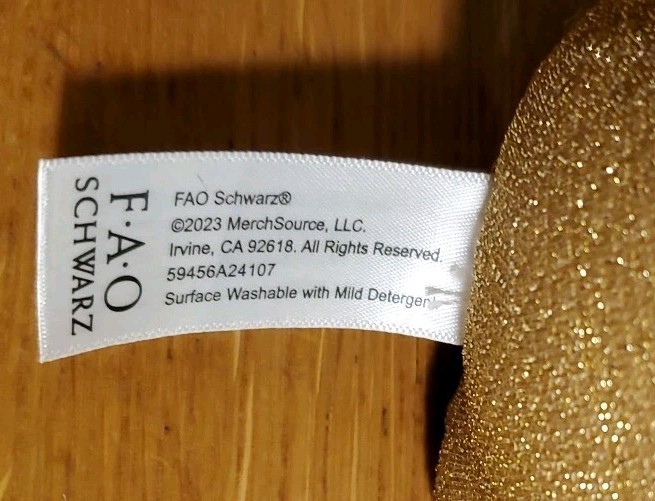 F·A·O
SCHWARZ
FAO Schwarz®
©2023 MerchSource, LLC.
Irvine, CA 92618. All Rights Reserved.
59456A24107
Surface Washable with Mild Detergen